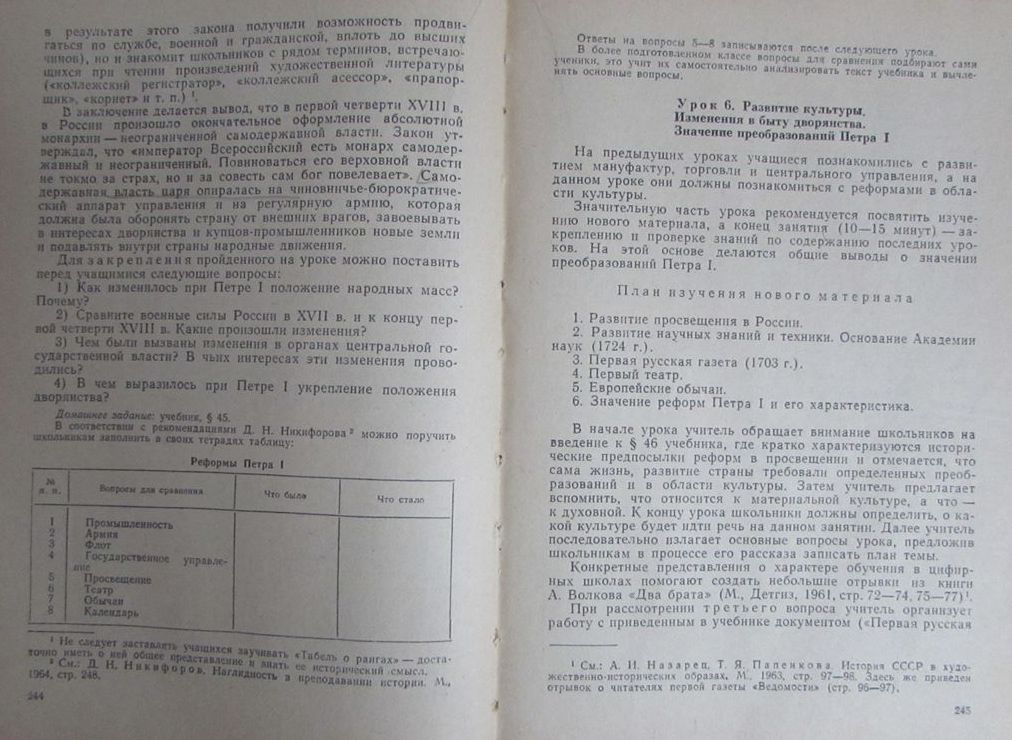 в результате этого закона получили возможность продви-
гаться по службе, военной и гражданской, вплоть до высших
чинов), но и знакомит школьников с рядом терминов, встречаю-
щихся при чтении произведений художественной литературы
(«коллежский регистратор», «коллежский асессор», «прапор-
щик», «корнет» и т. п.) ¹.
В заключение делается вывод, что в первой четверти XVIII в.
в России произошло окончательное оформление абсолютной
монархии — неограниченной самодержавной власти. Закон ут-
верждал, что «император Всероссийский есть монарх самодер-
жавный и неограниченный. Повиноваться его верховной власти
не токмо за страх, но и за совесть сам бог повелевает». Само-
державная власть царя опиралась на чиновничье-бюрократиче-
ский аппарат управления и на регулярную армию, которая
должна была оборонять страну от внешних врагов, завоевывать
в интересах дворянства и купцов-промышленников новые земли
и подавлять внутри страны народные движения.
Для закрепления пройденного на уроке можно поставить
перед учащимися следующие вопросы:
1) Как изменилось при Петре I положение народных масс?
Почему?
2) Сравните военные силы России в XVII в. и к концу пер-
вой четверти XVIII в. Какие произошли изменения?
3) Чем были вызваны изменения в органах центральной го-
сударственной власти? В чьих интересах эти изменения прово-
дились?
4) В чем выразилось при Петре I укрепление положения
дворянства?
Домашнее задание: учебник, § 45.
В соответствии с рекомендациями Д. Н. Никифорова ² можно поручить
школьникам заполнить в своих тетрадях таблицу:
Реформы Петра I
№ п. п. Вопросы для сравнения Что было Что стало
1 Промышленность
2 Армия
3 Флот
4 Государственное управле-
ние
5 Просвещение
6 Театр
7 Обычаи
8 Календарь
¹ Не следует заставлять учащихся заучивать «Табель о рангах» — доста-
точно иметь о ней общее представление и знать ее исторический смысл.
² См.: Д. Н. Никифоров. Наглядность в преподавании истории. М.,
1964, стр. 248.
244
Ответы на вопросы 5—8 записываются после следующего урока.
В более подготовленном классе вопросы для сравнения подбирают сами
ученики, это учит их самостоятельно анализировать текст учебника и вычле-
нять основные вопросы.
Урок 6. Развитие культуры.
Изменения в быту дворянства.
Значение преобразований Петра I
На предыдущих уроках учащиеся познакомились с разви-
тием мануфактур, торговли и центрального управления, а на
данном уроке они должны познакомиться с реформами в обла-
сти культуры.
Значительную часть урока рекомендуется посвятить изуче-
нию нового материала, а конец занятия (10—15 минут) — за-
креплению и проверке знаний по содержанию последних уро-
ков. На этой основе делаются общие выводы о значении
преобразований Петра I.
План изучения нового материала
1. Развитие просвещения в России.
2. Развитие научных знаний и техники. Основание Академии
наук (1724 г.).
3. Первая русская газета (1703 г.).
4. Первый театр.
5. Европейские обычаи.
6. Значение реформ Петра I и его характеристика.
В начале урока учитель обращает внимание школьников на
введение к § 46 учебника, где кратко характеризуются истори-
ческие предпосылки реформ в просвещении и отмечается, что
сама жизнь, развитие страны требовали определенных преоб-
разований и в области культуры. Затем учитель предлагает
вспомнить, что относится к материальной культуре, а что —
к духовной. К концу урока школьники должны определить, о ка-
кой культуре будет идти речь на данном занятии. Далее учитель
последовательно излагает основные вопросы урока, предложив
школьникам в процессе его рассказа записать план темы.
Конкретные представления о характере обучения в цифир-
ных школах помогают создать небольшие отрывки из книги
А. Волкова «Два брата» (М., Детгиз, 1961, стр. 72—74, 75—77)¹.
При рассмотрении третьего вопроса учитель организует
работу с приведенным в учебнике документом («Первая русская
¹ См.: А. И. Назарец, Т. Я. Папенкова. История СССР в худо-
жественно-исторических образах, М., 1963, стр. 97—98. Здесь же приведен
отрывок о читателях первой газеты «Ведомости» (стр. 96—97).
245